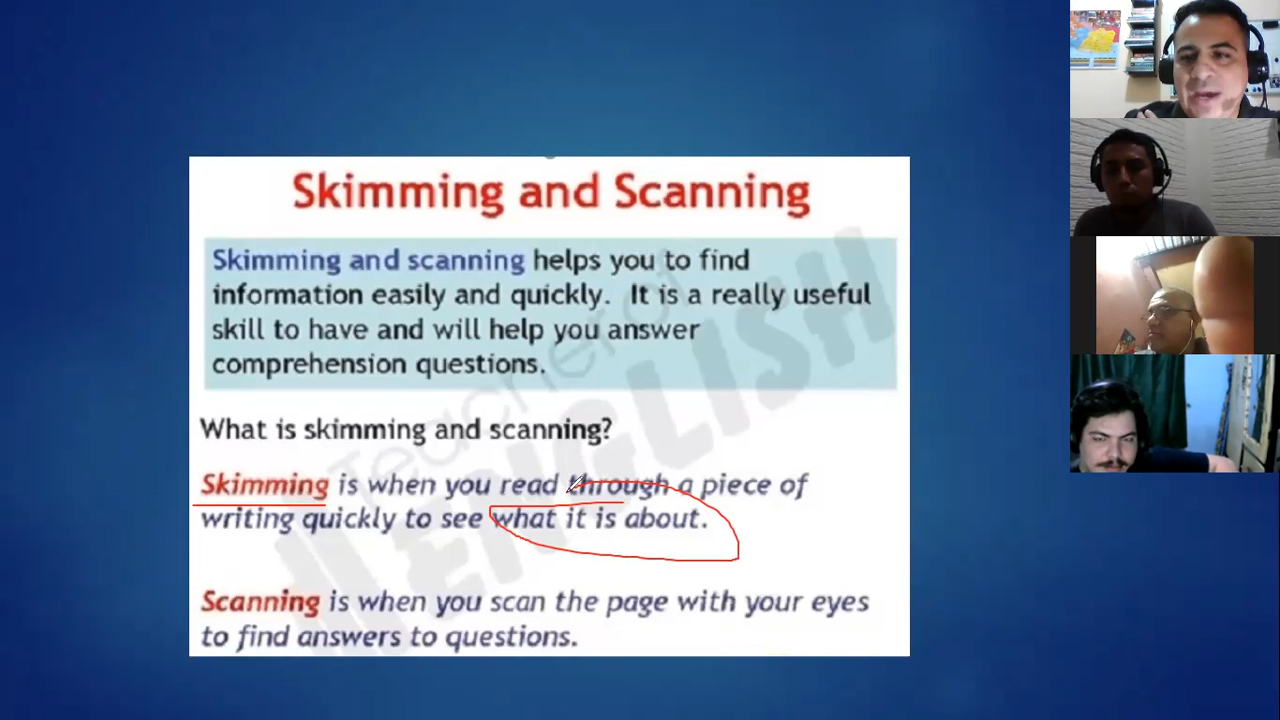 Skimming and Scanning
Skimming and scanning helps you to find
information easily and quickly. It is a really useful
skill to have and will help you answer
comprehension questions.
What is skimming and scanning?
Skimming is when you read through a piece of
writing quickly to see what it is about.
Scanning is when you scan the page with your eyes
to find answers to questions.
Teacher of
ENGLISH